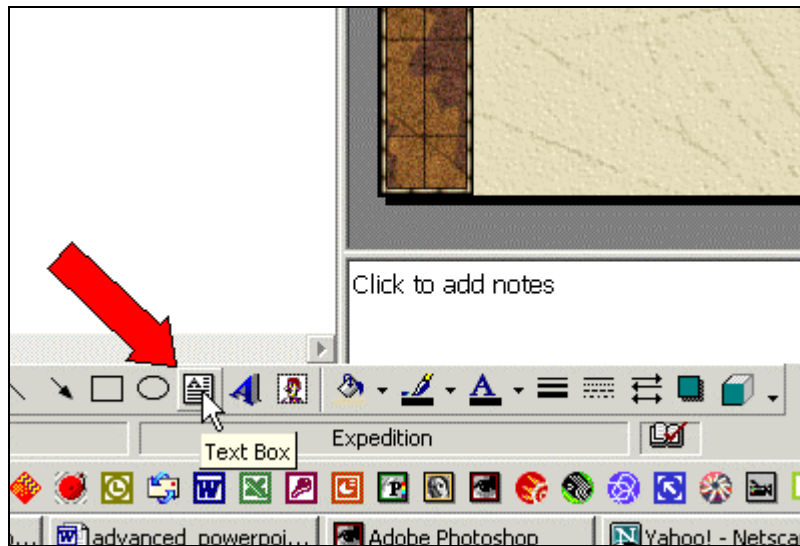 Click to add notes
Text Box
Expedition
advanced_powerpoi...
Adobe Photoshop
Yahoo! - Netsca